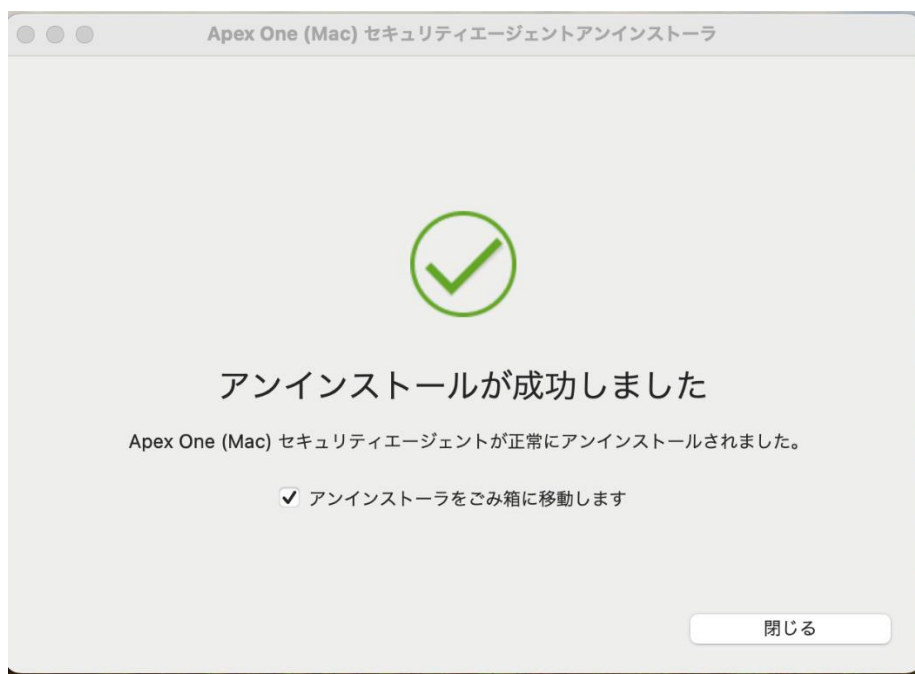 Apex One (Mac) セキュリティエージェントアンインストーラ
アンインストールが成功しました
Apex One (Mac) セキュリティエージェントが正常にアンインストールされました。
アンインストーラをごみ箱に移動します
閉じる